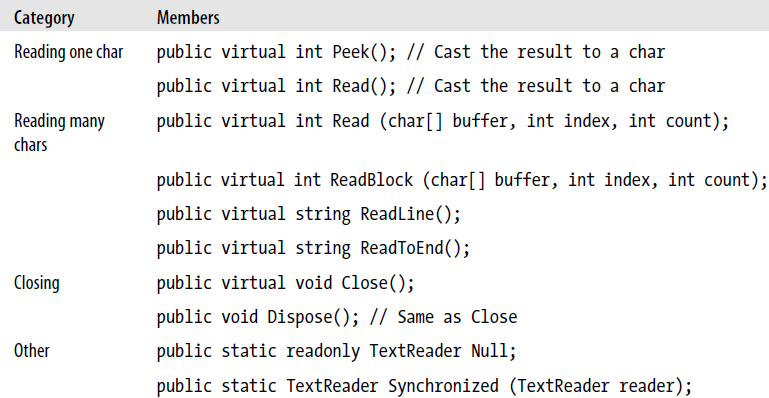 Category Members
Reading one char public virtual int Peek(); // Cast the result to a char
public virtual int Read(); // Cast the result to a char
Reading many public virtual int Read (char[] buffer, int index, int count);
chars
public virtual int ReadBlock (char[] buffer, int index, int count);
public virtual string ReadLine();
public virtual string ReadToEnd();
Closing public virtual void Close();
public void Dispose(); // Same as Close
Other public static readonly TextReader Null;
public static TextReader Synchronized (TextReader reader);